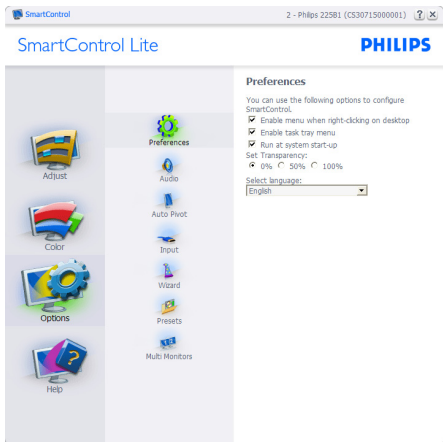 SmartControl
2 - Philips 225B1 (CS30715000001)
SmartControl Lite
PHILIPS
Adjust
Color
Options
Help
Preferences
Audio
Auto Pivot
Input
Wizard
Presets
Multi Monitors
Preferences
You can use the following options to configure
SmartControl.
Enable menu when right-clicking on desktop
Enable task tray menu
Run at system start-up
Set Transparency:
0% 50% 100%
Select language:
English